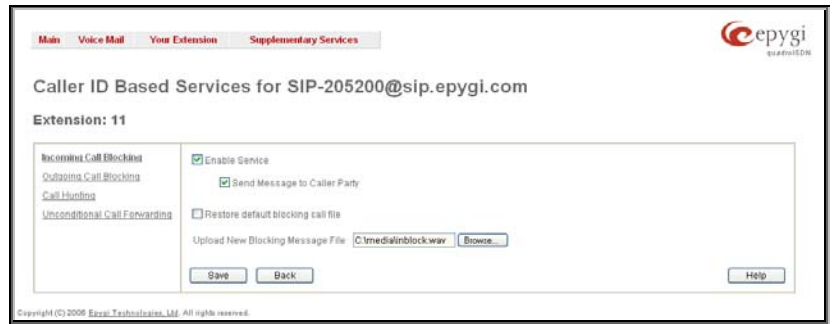 Main Voice Mail Your Extension Supplementary Services
epygi
quadroISDN
Caller ID Based Services for SIP-205200@sip.epygi.com
Extension: 11
Incoming Call Blocking
Outgoing Call Blocking
Call Hunting
Unconditional Call Forwarding
Enable Service
Send Message to Caller Party
Restore default blocking call file
Upload New Blocking Message File C:\media\inblock.wav Browse...
Save Back Help
Copyright (C) 2006 Epygi Technologies, Ltd. All rights reserved.